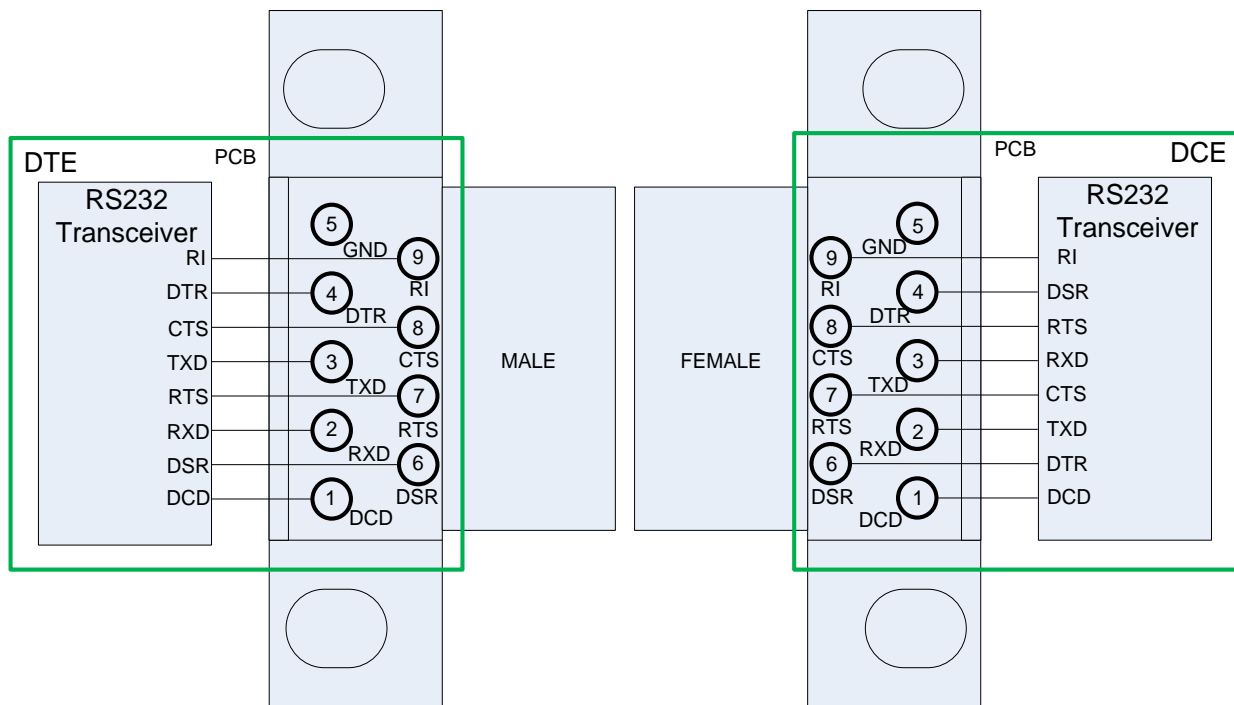 DTE
PCB
RS232
Transceiver
RI
DTR
CTS
TXD
RTS
RXD
DSR
DCD
5
GND
9
RI
4
DTR
8
CTS
3
TXD
7
RTS
2
RXD
6
DSR
1
DCD
MALE
FEMALE
5
9
GND
RI
4
DTR
8
CTS
3
TXD
7
RTS
2
RXD
6
DSR
1
DCD
PCB
DCE
RS232
Transceiver
RI
DSR
RTS
RXD
CTS
TXD
DTR
DCD